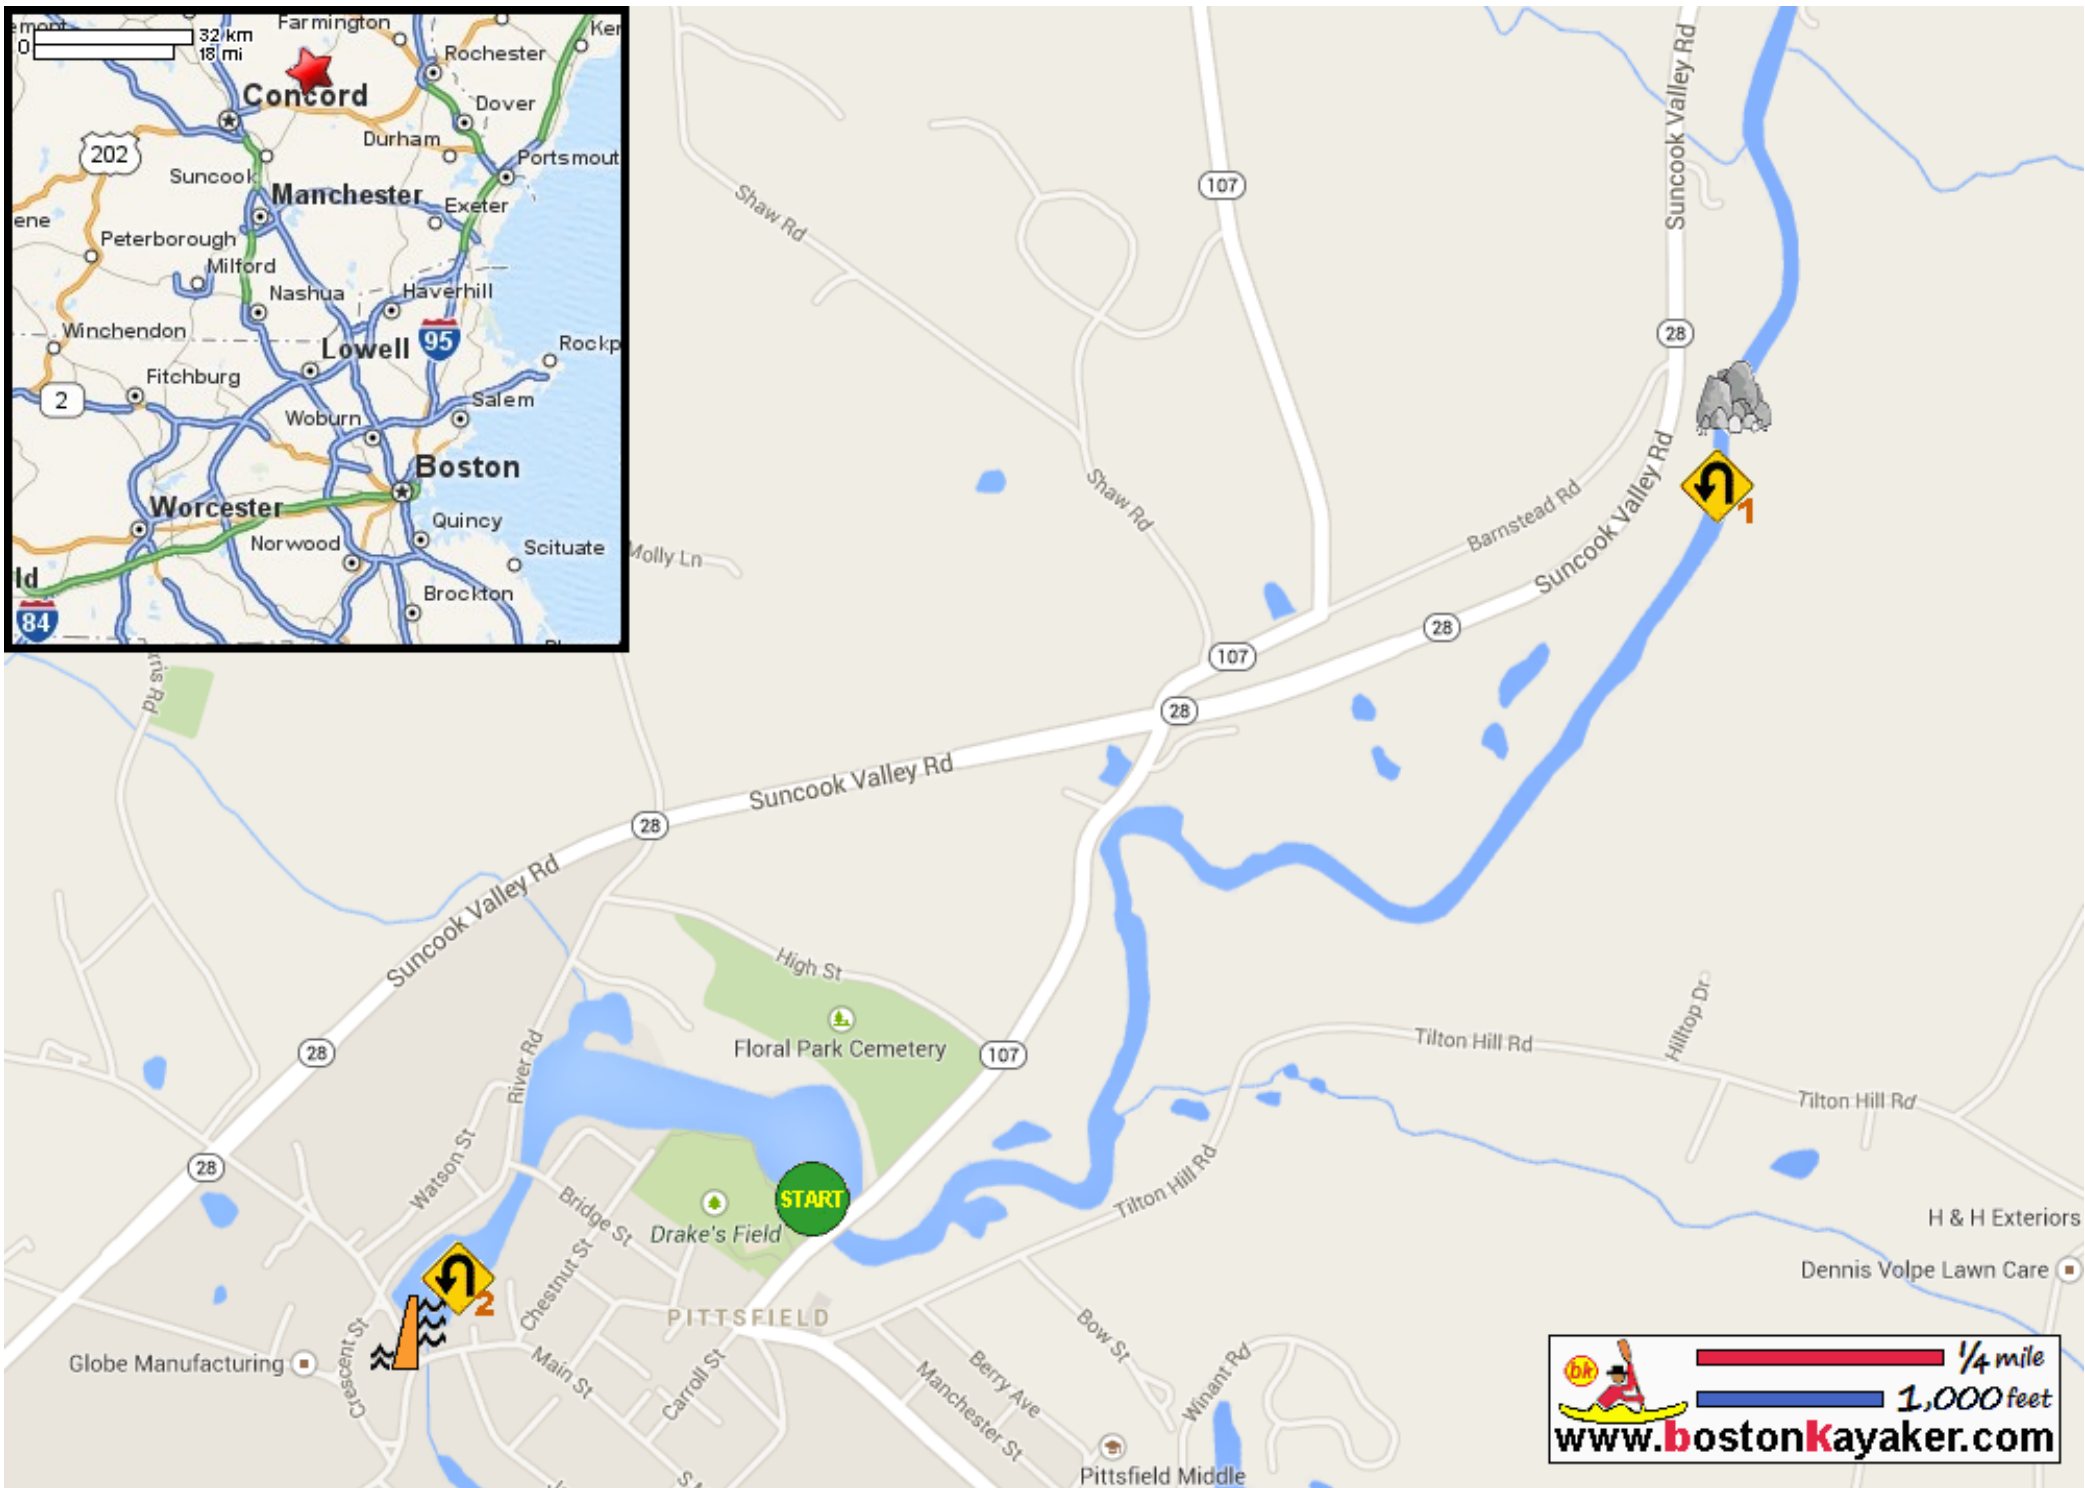 Farmington
32 km
0
18 mi
Rochester
Concord
Dover
202
Durham
Portsmout
Suncook
Manchester
Exeter
ene
Peterborough
Milford
Nashua
Haverhill
Winchendon
Lowell
95
Rockp
Fitchburg
2
Salem
Woburn
Boston
Worcester
Quincy
Norwood
Scituate
ld
Brockton
84
Suncook Valley Rd
107
Shaw Rd
28
Suncook Valley Rd
Shaw Rd
Barnstead Rd
1
Molly Ln
28
107
28
Suncook Valley Rd
28
Suncook Valley Rd
High St
Floral Park Cemetery
107
Tilton Hill Rd
Hilltop Dr
28
River Rd
Tilton Hill Rd
Watson St
28
Tilton Hill Rd
Bridge St
START
Drake's Field
H & H Exteriors
Dennis Volpe Lawn Care
Chestnut St
2
PITTSFIELD
Crescent St
Globe Manufacturing
Main St
Carroll St
Berry Ave
Manchester St
Bow St
Winant Rd
Pittsfield Middle
bk
1/4 mile
1,000 feet
www.bostonkayaker.com